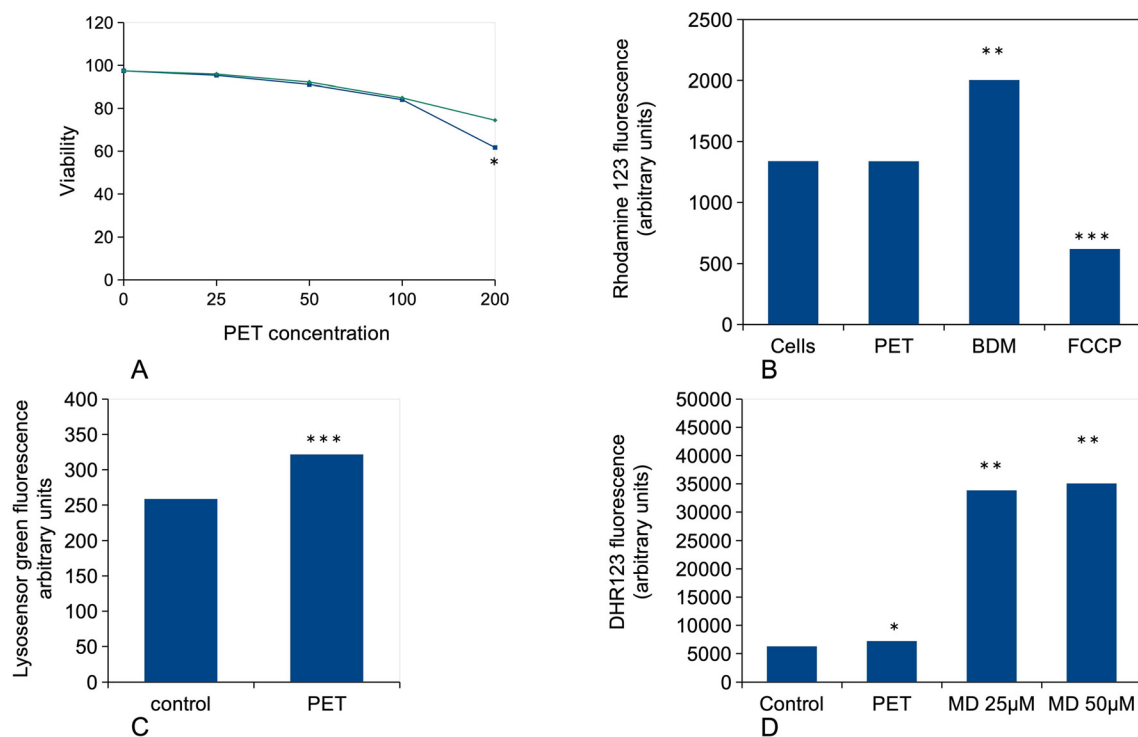 120
100
80
60
40
20
0
Viability
*
0 25 50 100 200
PET concentration
A
2500
2000
1500
1000
500
0
Rhodamine 123 fluorescence
(arbitrary units)
**
***
Cells PET BDM FCCP
B
400
350
300
250
200
150
100
50
0
Lysosensor green fluorescence
arbitrary units
***
control PET
C
50000
45000
40000
35000
30000
25000
20000
15000
10000
5000
0
DHR123 fluorescence
(arbitrary units)
*
**
**
Control PET MD 25µM MD 50µM
D